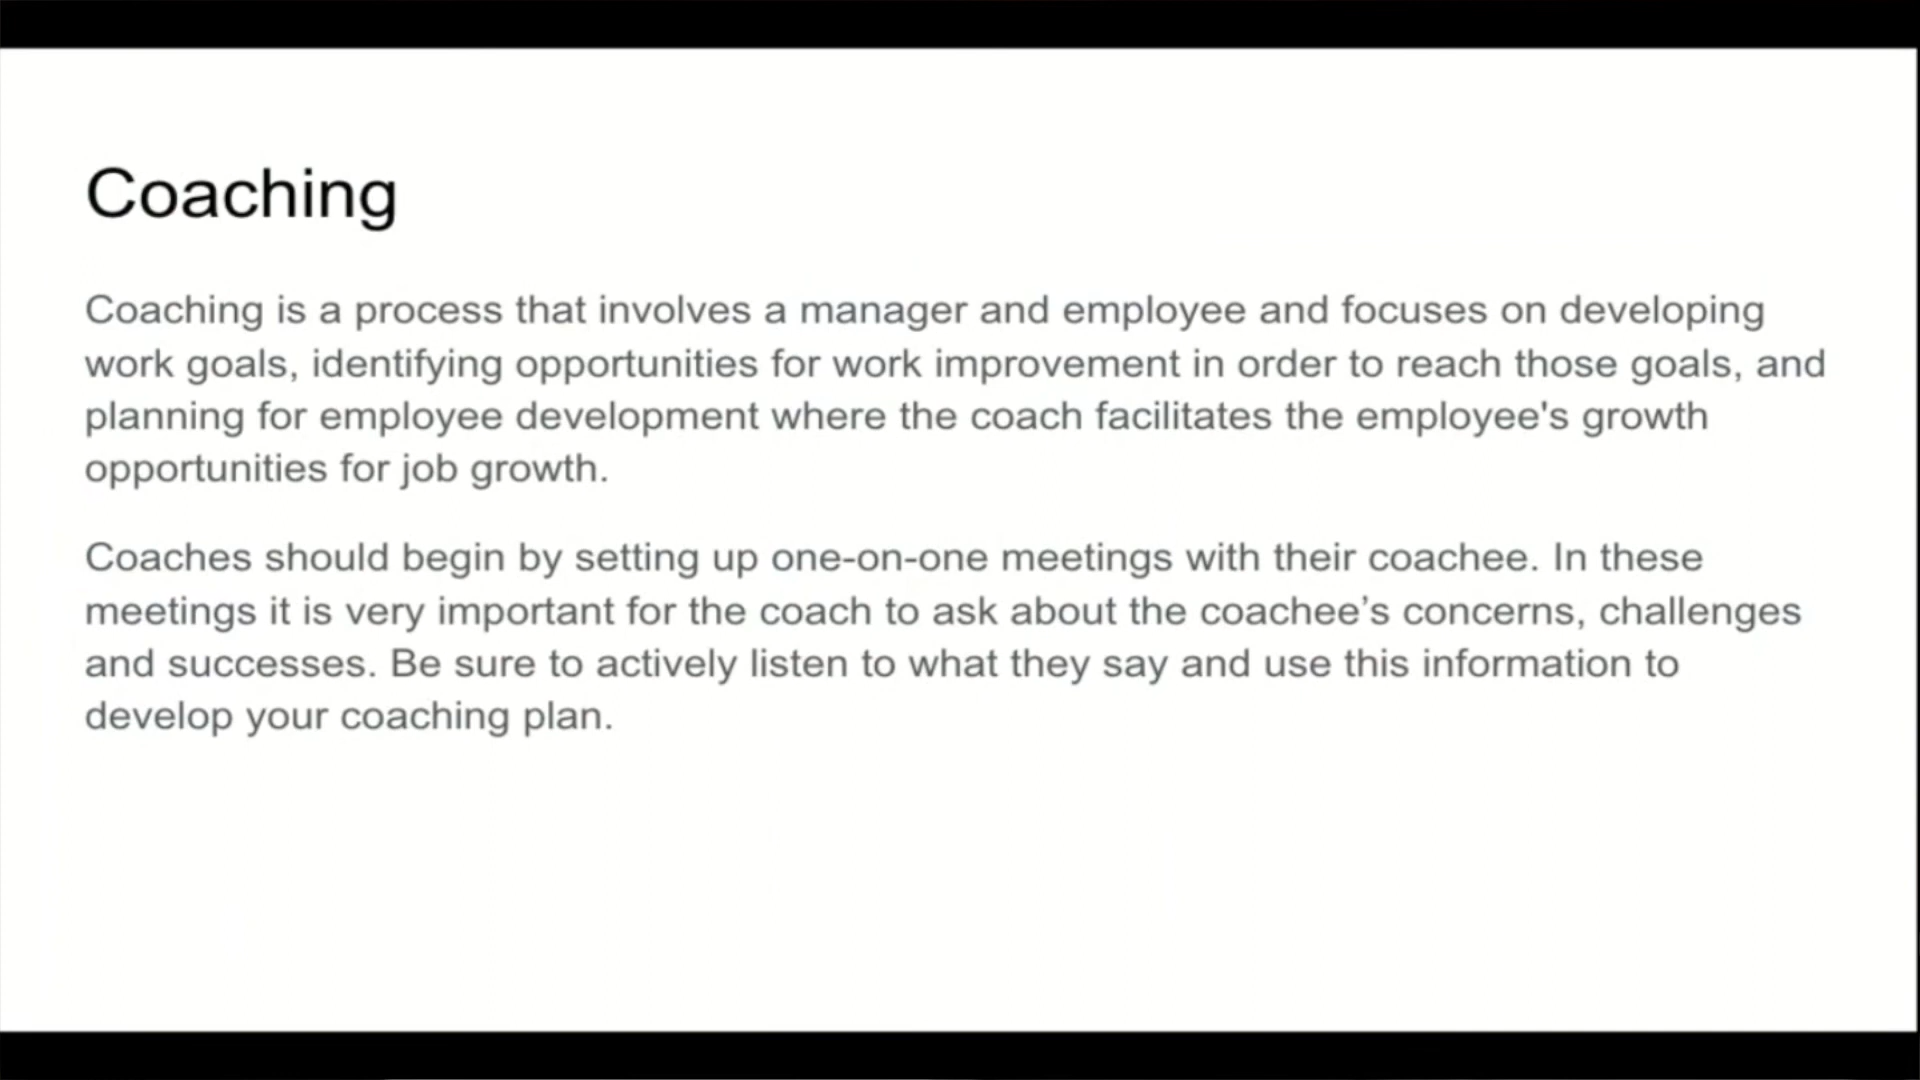 Coaching
Coaching is a process that involves a manager and employee and focuses on developing
work goals, identifying opportunities for work improvement in order to reach those goals, and
planning for employee development where the coach facilitates the employee's growth
opportunities for job growth.
Coaches should begin by setting up one-on-one meetings with their coachee. In these
meetings it is very important for the coach to ask about the coachee’s concerns, challenges
and successes. Be sure to actively listen to what they say and use this information to
develop your coaching plan.